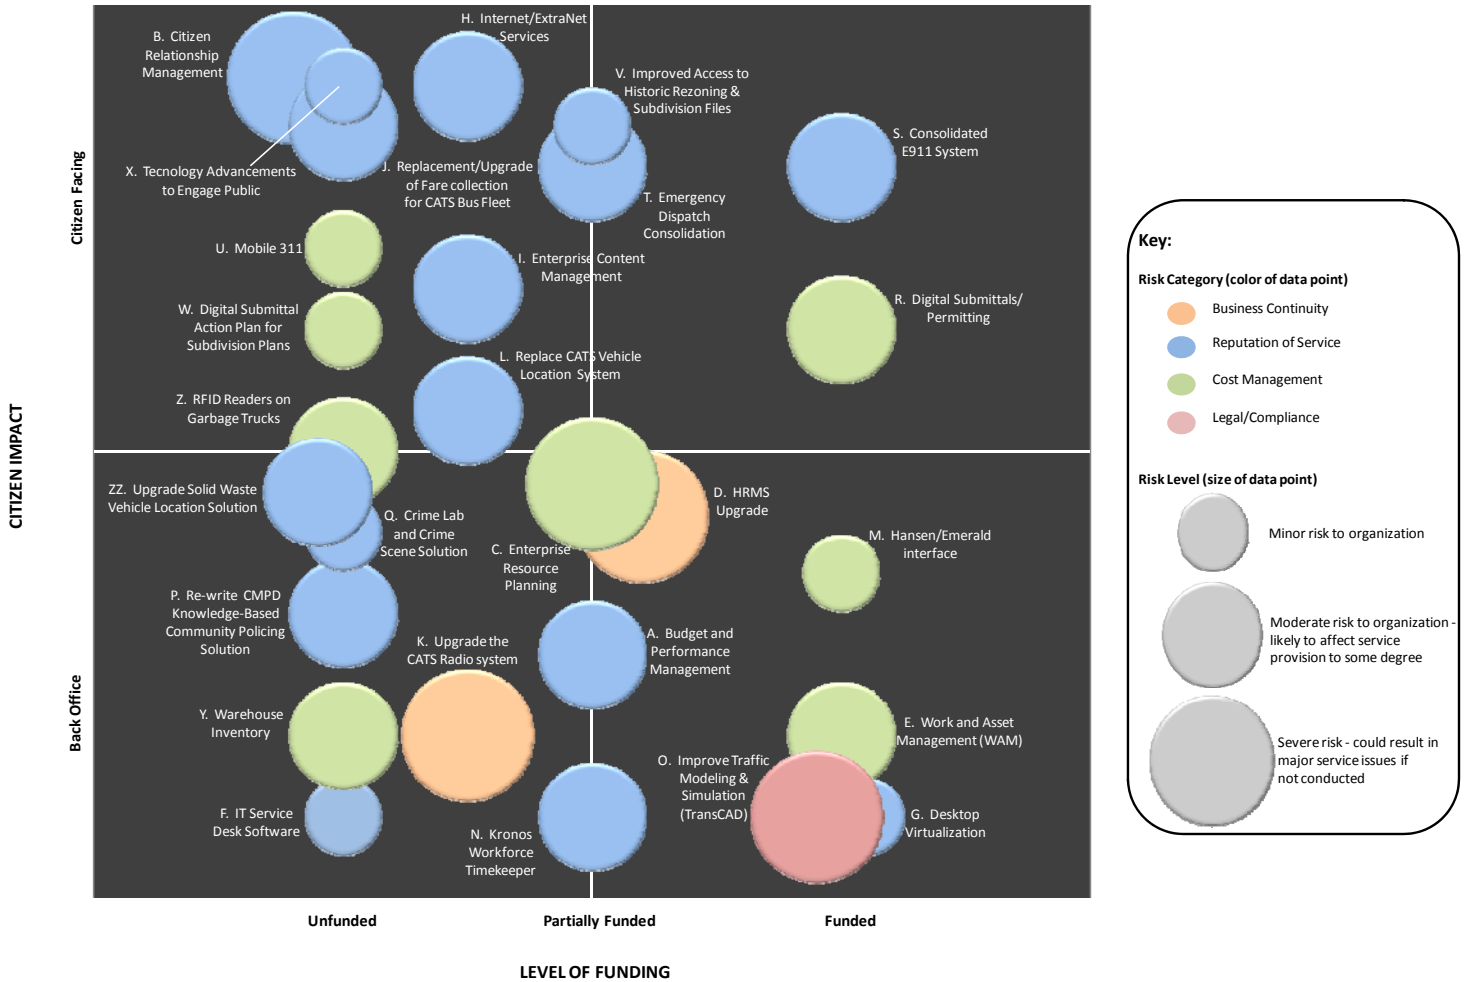 H. Internet/ExtraNet
Services
B. Citizen
Relationship
Management
V. Improved Access to
Historic Rezoning &
Subdivision Files
S. Consolidated
E911 System
X. Tecnology Advancements
to Engage Public
J. Replacement/Upgrade
of Fare collection
for CATS Bus Fleet
T. Emergency
Dispatch
Consolidation
U. Mobile 311
I. Enterprise Content
Management
W. Digital Submittal
Action Plan for
Subdivision Plans
R. Digital Submittals/
Permitting
L. Replace CATS Vehicle
Location System
Z. RFID Readers on
Garbage Trucks
ZZ. Upgrade Solid Waste
Vehicle Location Solution
Q. Crime Lab
and Crime
Scene Solution
D. HRMS
Upgrade
C. Enterprise
Resource
Planning
M. Hansen/Emerald
interface
P. Re-write CMPD
Knowledge-Based
Community Policing
Solution
K. Upgrade the
CATS Radio system
A. Budget and
Performance
Management
Y. Warehouse
Inventory
E. Work and Asset
Management (WAM)
O. Improve Traffic
Modeling &
Simulation
(TransCAD)
F. IT Service
Desk Software
N. Kronos
Workforce
Timekeeper
G. Desktop
Virtualization
Citizen Facing
Back Office
CITIZEN IMPACT
Unfunded
Partially Funded
Funded
LEVEL OF FUNDING
Key:
Risk Category (color of data point)
Business Continuity
Reputation of Service
Cost Management
Legal/Compliance
Risk Level (size of data point)
Minor risk to organization
Moderate risk to organization -
likely to affect service
provision to some degree
Severe risk - could result in
major service issues if
not conducted